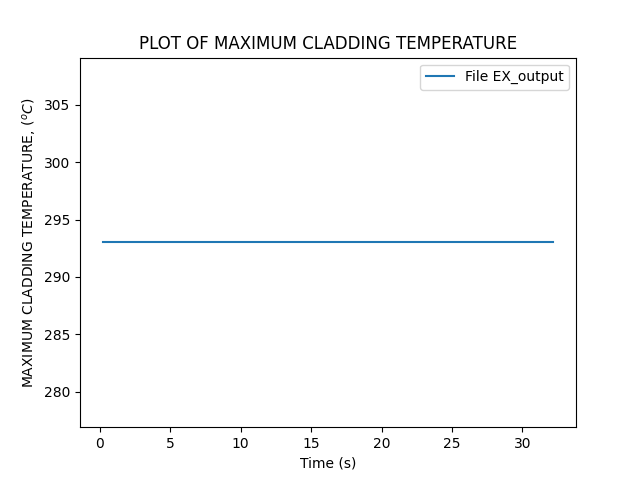 PLOT OF MAXIMUM CLADDING TEMPERATURE
File EX_output
MAXIMUM CLADDING TEMPERATURE, (°C)
305
300
295
290
285
280
0 5 10 15 20 25 30
Time (s)